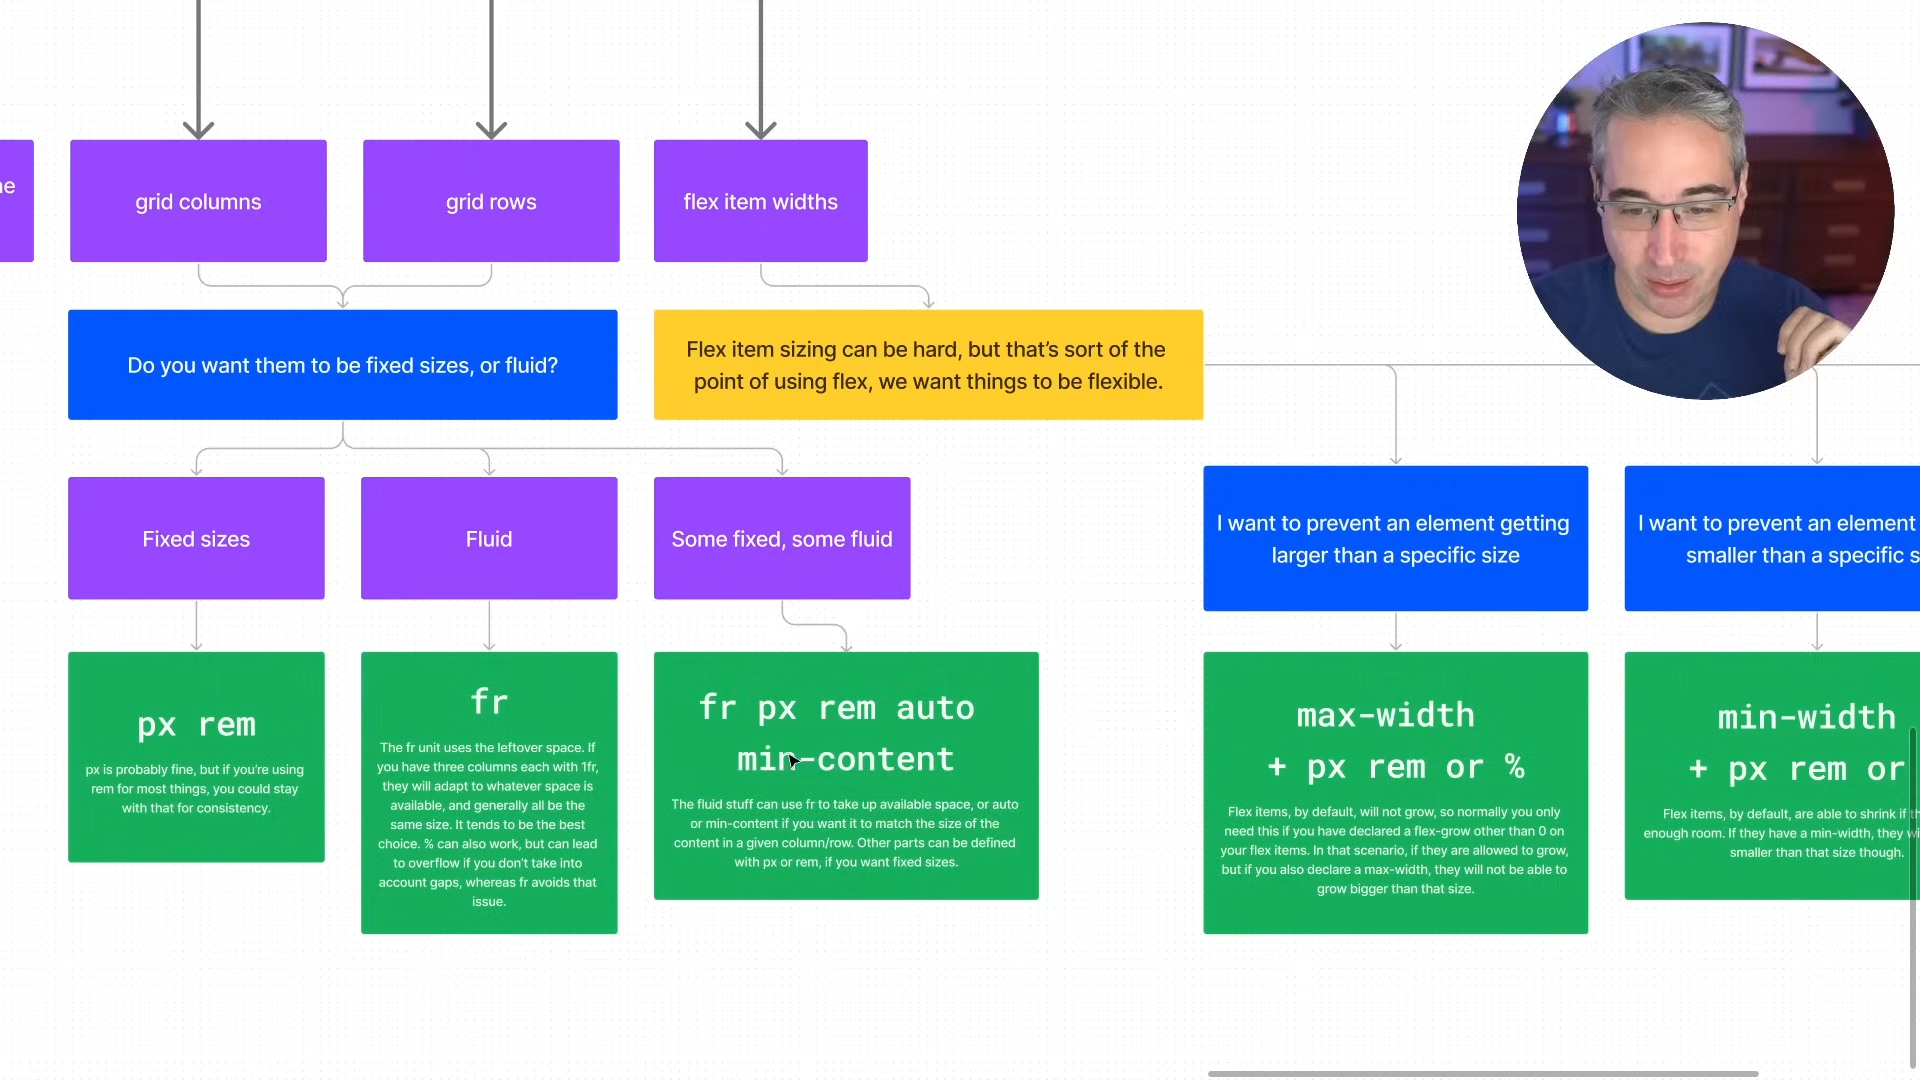 grid columns
grid rows
flex item widths
Do you want them to be fixed sizes, or fluid?
Flex item sizing can be hard, but that's sort of the
point of using flex, we want things to be flexible.
Fixed sizes
Fluid
Some fixed, some fluid
I want to prevent an element getting
larger than a specific size
I want to prevent an element
smaller than a specific s
px rem
px is probably fine, but if you're using
rem for most things, you could stay
with that for consistency.
fr
The fr unit uses the leftover space. If
you have three columns each with 1fr,
they will adapt to whatever space is
available, and generally all be the
same size. It tends to be the best
choice. % can also work, but can lead
to overflow if you don't take into
account gaps, whereas fr avoids that
issue.
fr px rem auto
min-content
The fluid stuff can use fr to take up available space, or auto
or min-content if you want it to match the size of the
content in a given column/row. Other parts can be defined
with px or rem, if you want fixed sizes.
max-width
+ px rem or %
Flex items, by default, will not grow, so normally you only
need this if you have declared a flex-grow other than 0 on
your flex items. In that scenario, if they are allowed to grow,
but if you also declare a max-width, they will not be able to
grow bigger than that size.
min-width
+ px rem or
Flex items, by default, are able to shrink if
enough room. If they have a min-width, they
smaller than that size though.